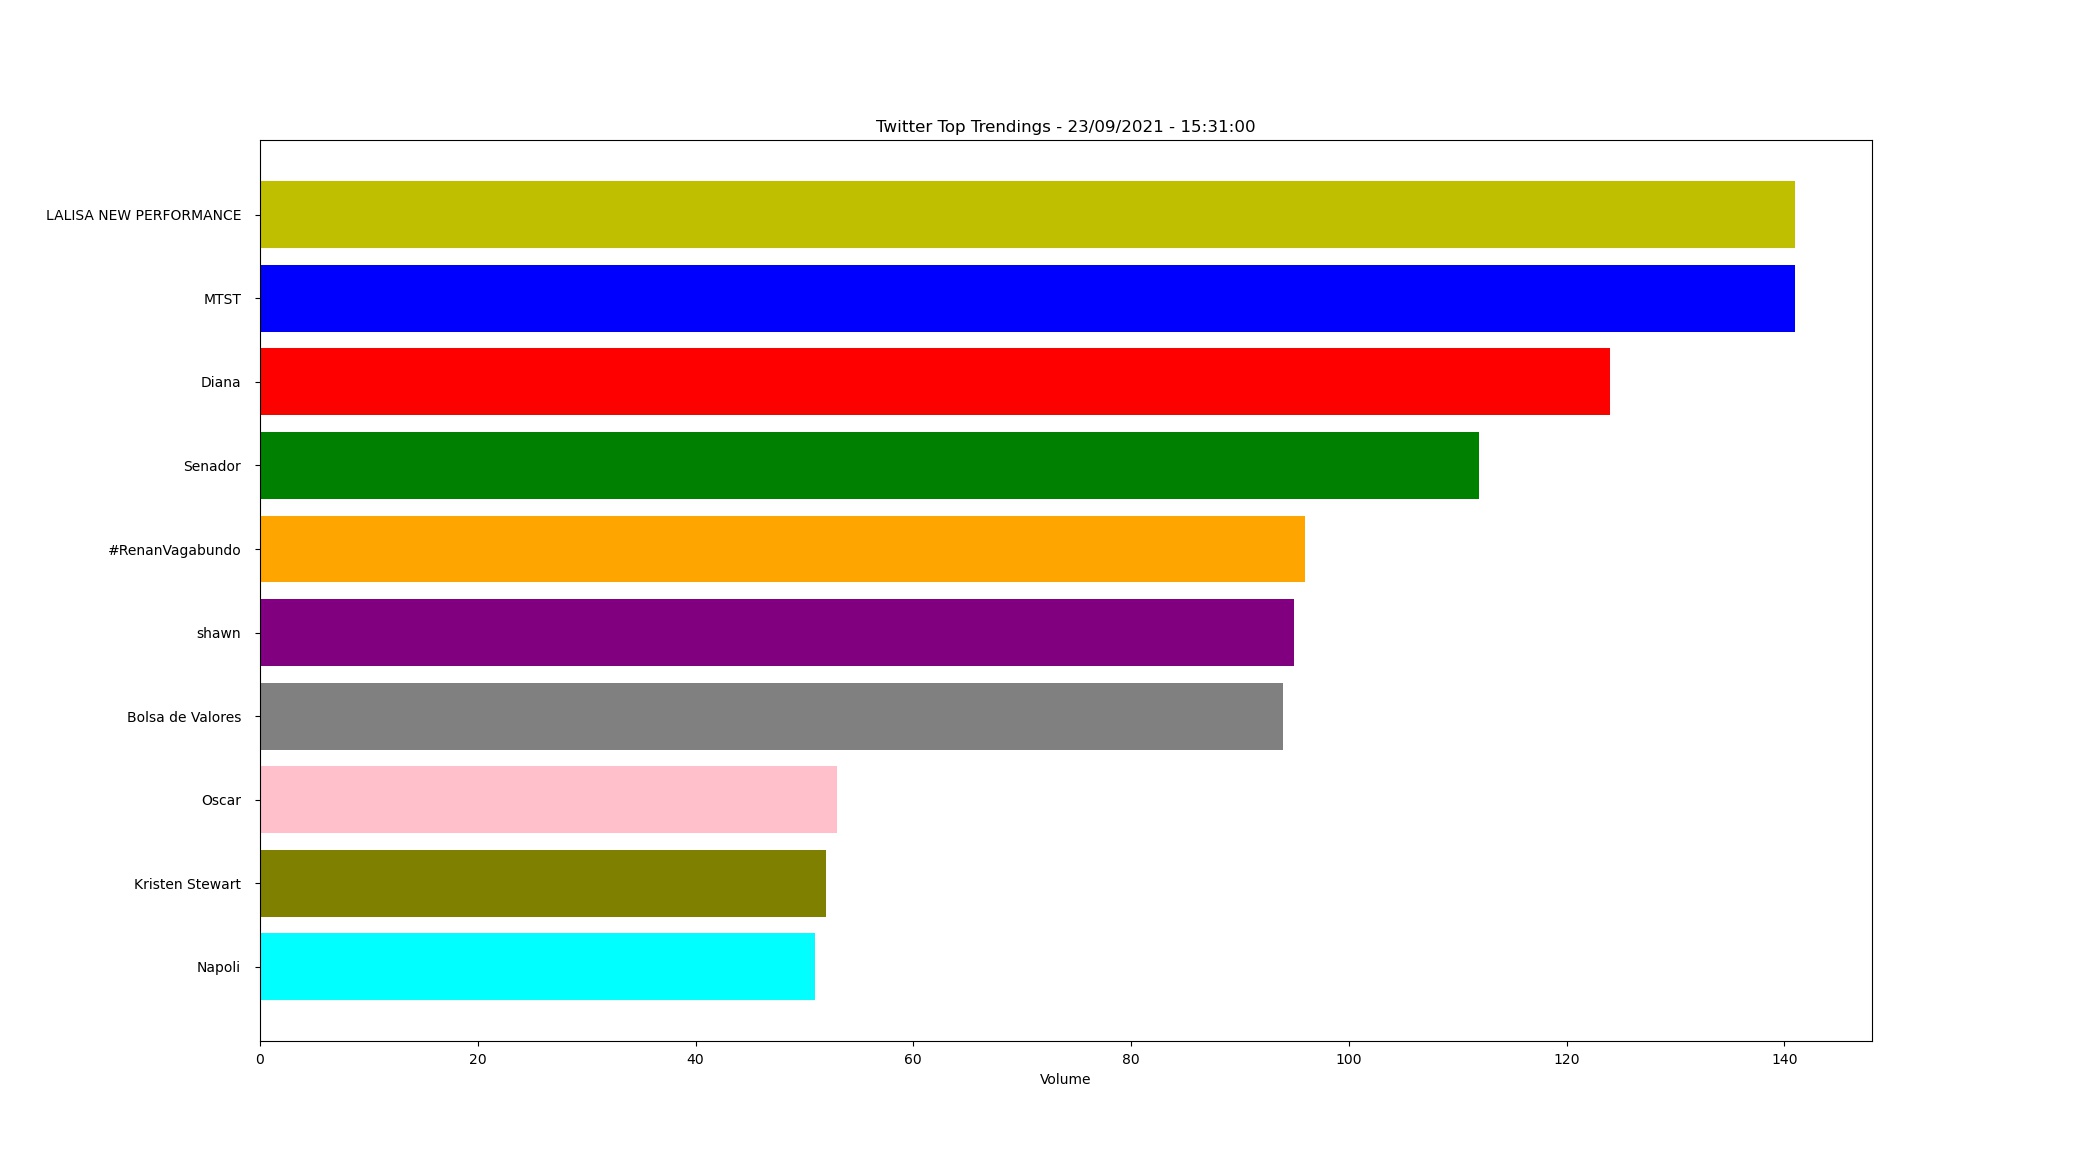 Twitter Top Trendings - 23/09/2021 - 15:31:00
LALISA NEW PERFORMANCE
MTST
Diana
Senador
#RenanVagabundo
shawn
Bolsa de Valores
Oscar
Kristen Stewart
Napoli
0 20 40 60 80 100 120 140
Volume